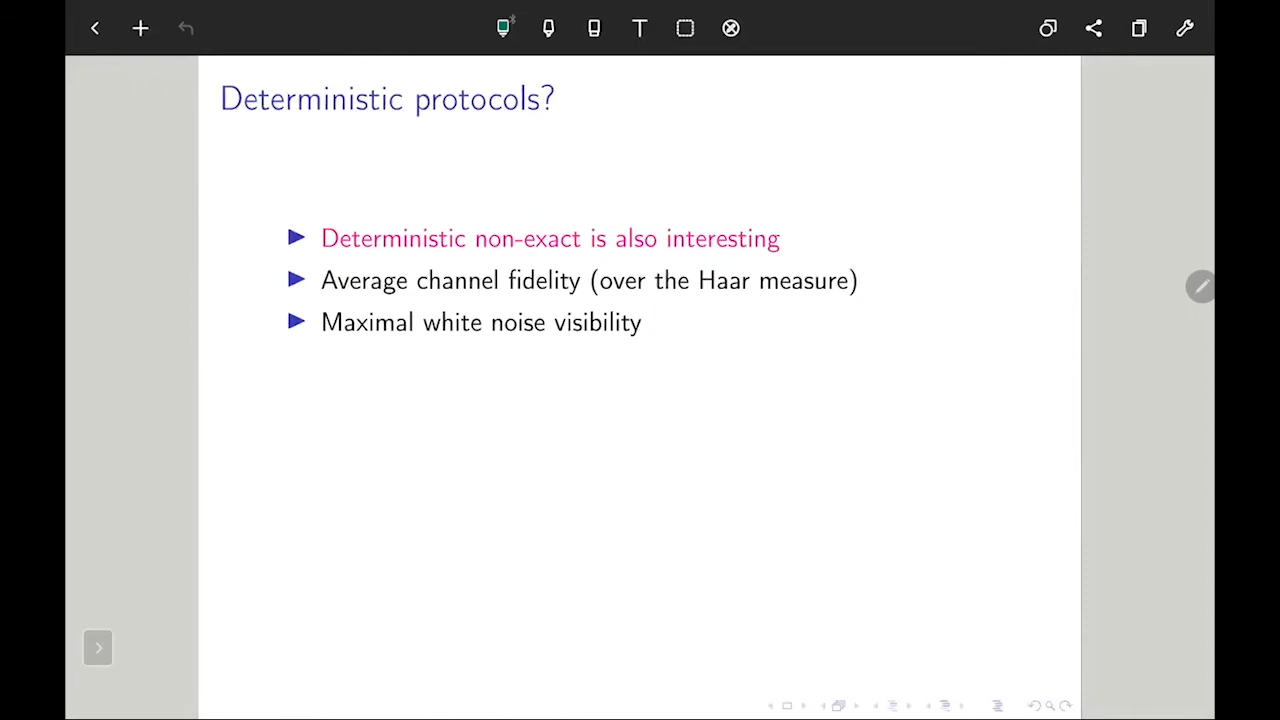 Deterministic protocols?
Deterministic non-exact is also interesting
Average channel fidelity (over the Haar measure)
Maximal white noise visibility